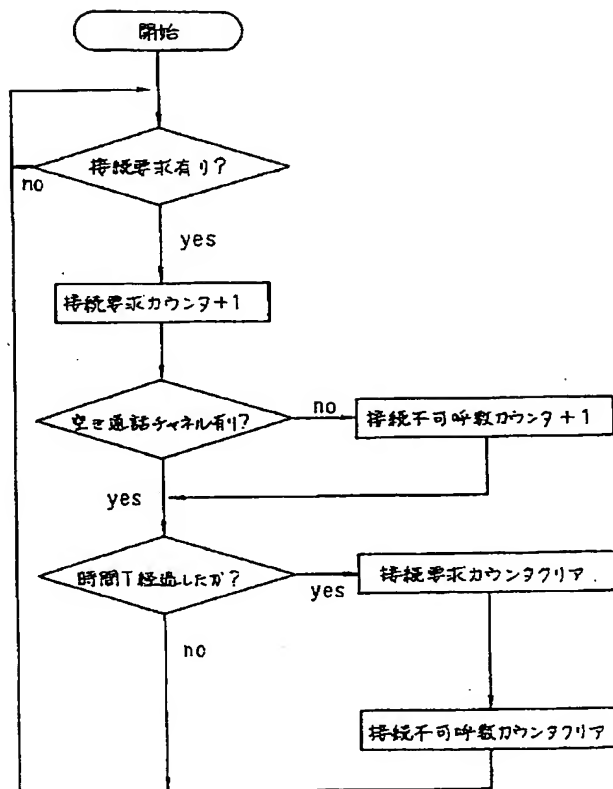 開始
接続要求有り?
no
yes
接続要求カウンタ+1
空き通話チャネル有り?
no
接続不可呼数カウンタ+1
yes
時間T経過したか?
yes
接続要求カウンタクリア
no
接続不可呼数カウンタクリア